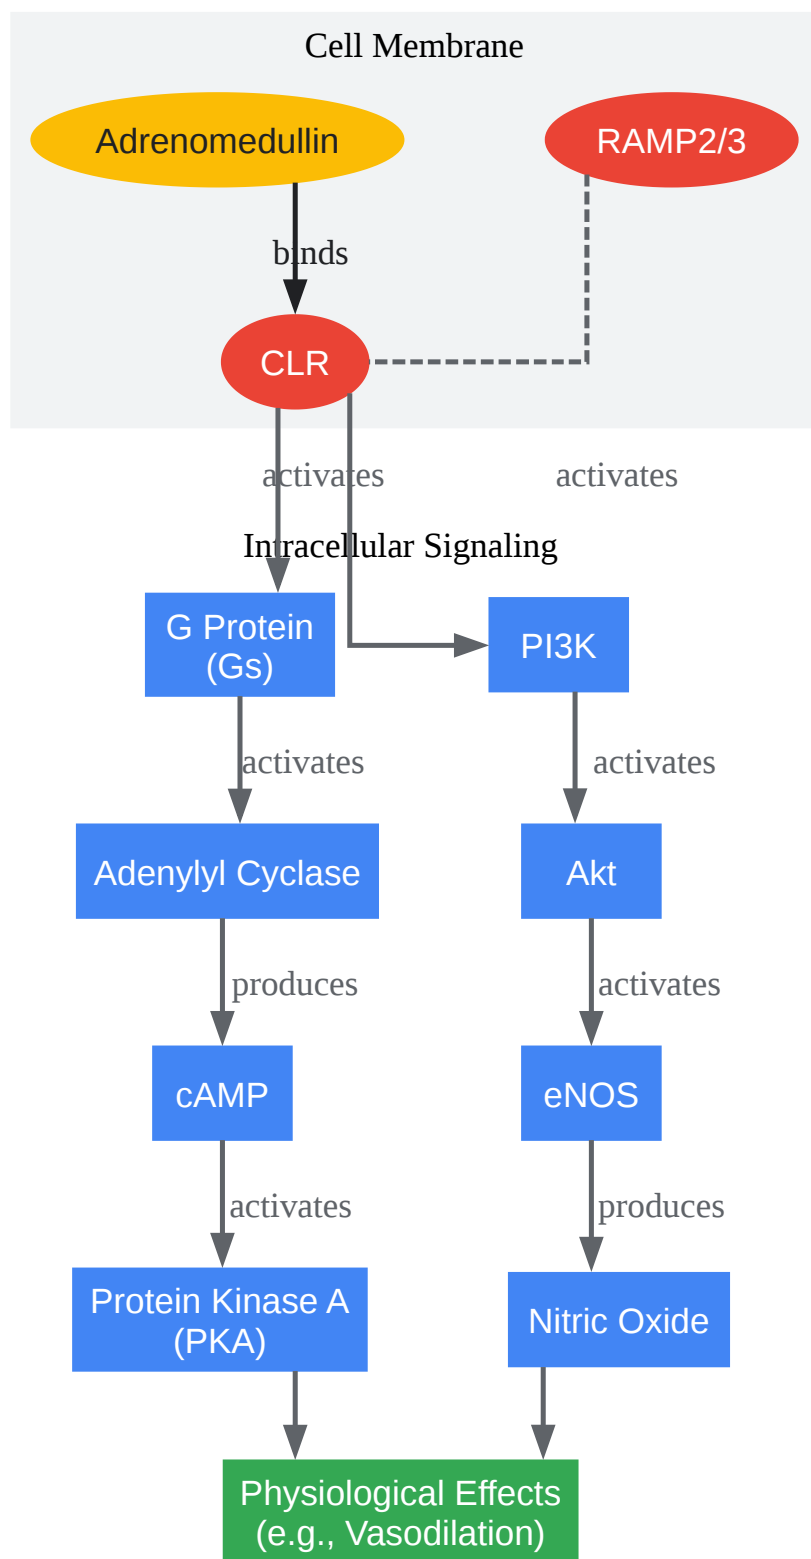 Cell Membrane
Adrenomedullin
RAMP2/3
binds
CLR
activates
activates
Intracellular Signaling
G Protein
(Gs)
PI3K
activates
activates
Adenylyl Cyclase
Akt
produces
activates
cAMP
eNOS
activates
produces
Protein Kinase A
(PKA)
Nitric Oxide
Physiological Effects
(e.g., Vasodilation)